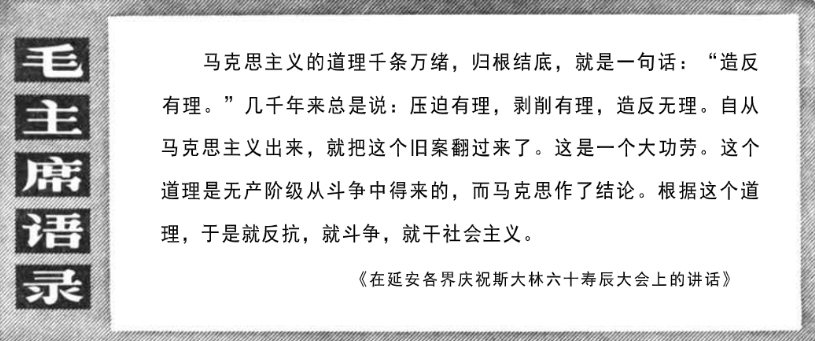 毛主席语录
马克思主义的道理千条万绪，归根结底，就是一句话：“造反
有理。”几千年来总是说：压迫有理，剥削有理，造反无理。自从
马克思主义出来，就把这个旧案翻过来了。这是一个大功劳。这个
道理是无产阶级从斗争中得来的，而马克思作了结论。根据这个道
理，于是就反抗，就斗争，就干社会主义。
《在延安各界庆祝斯大林六十寿辰大会上的讲话》